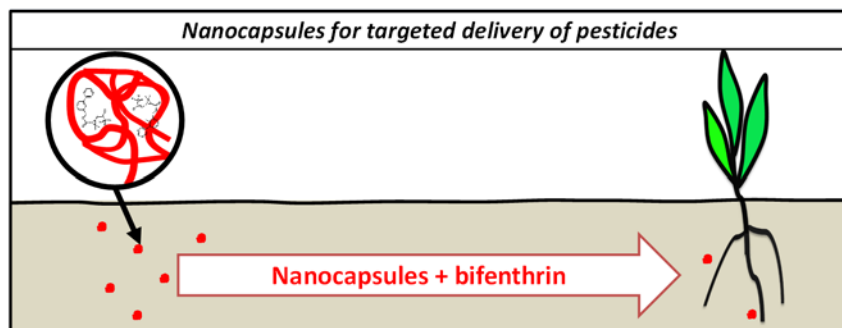 Nanocapsules for targeted delivery of pesticides
Nanocapsules + bifenthrin